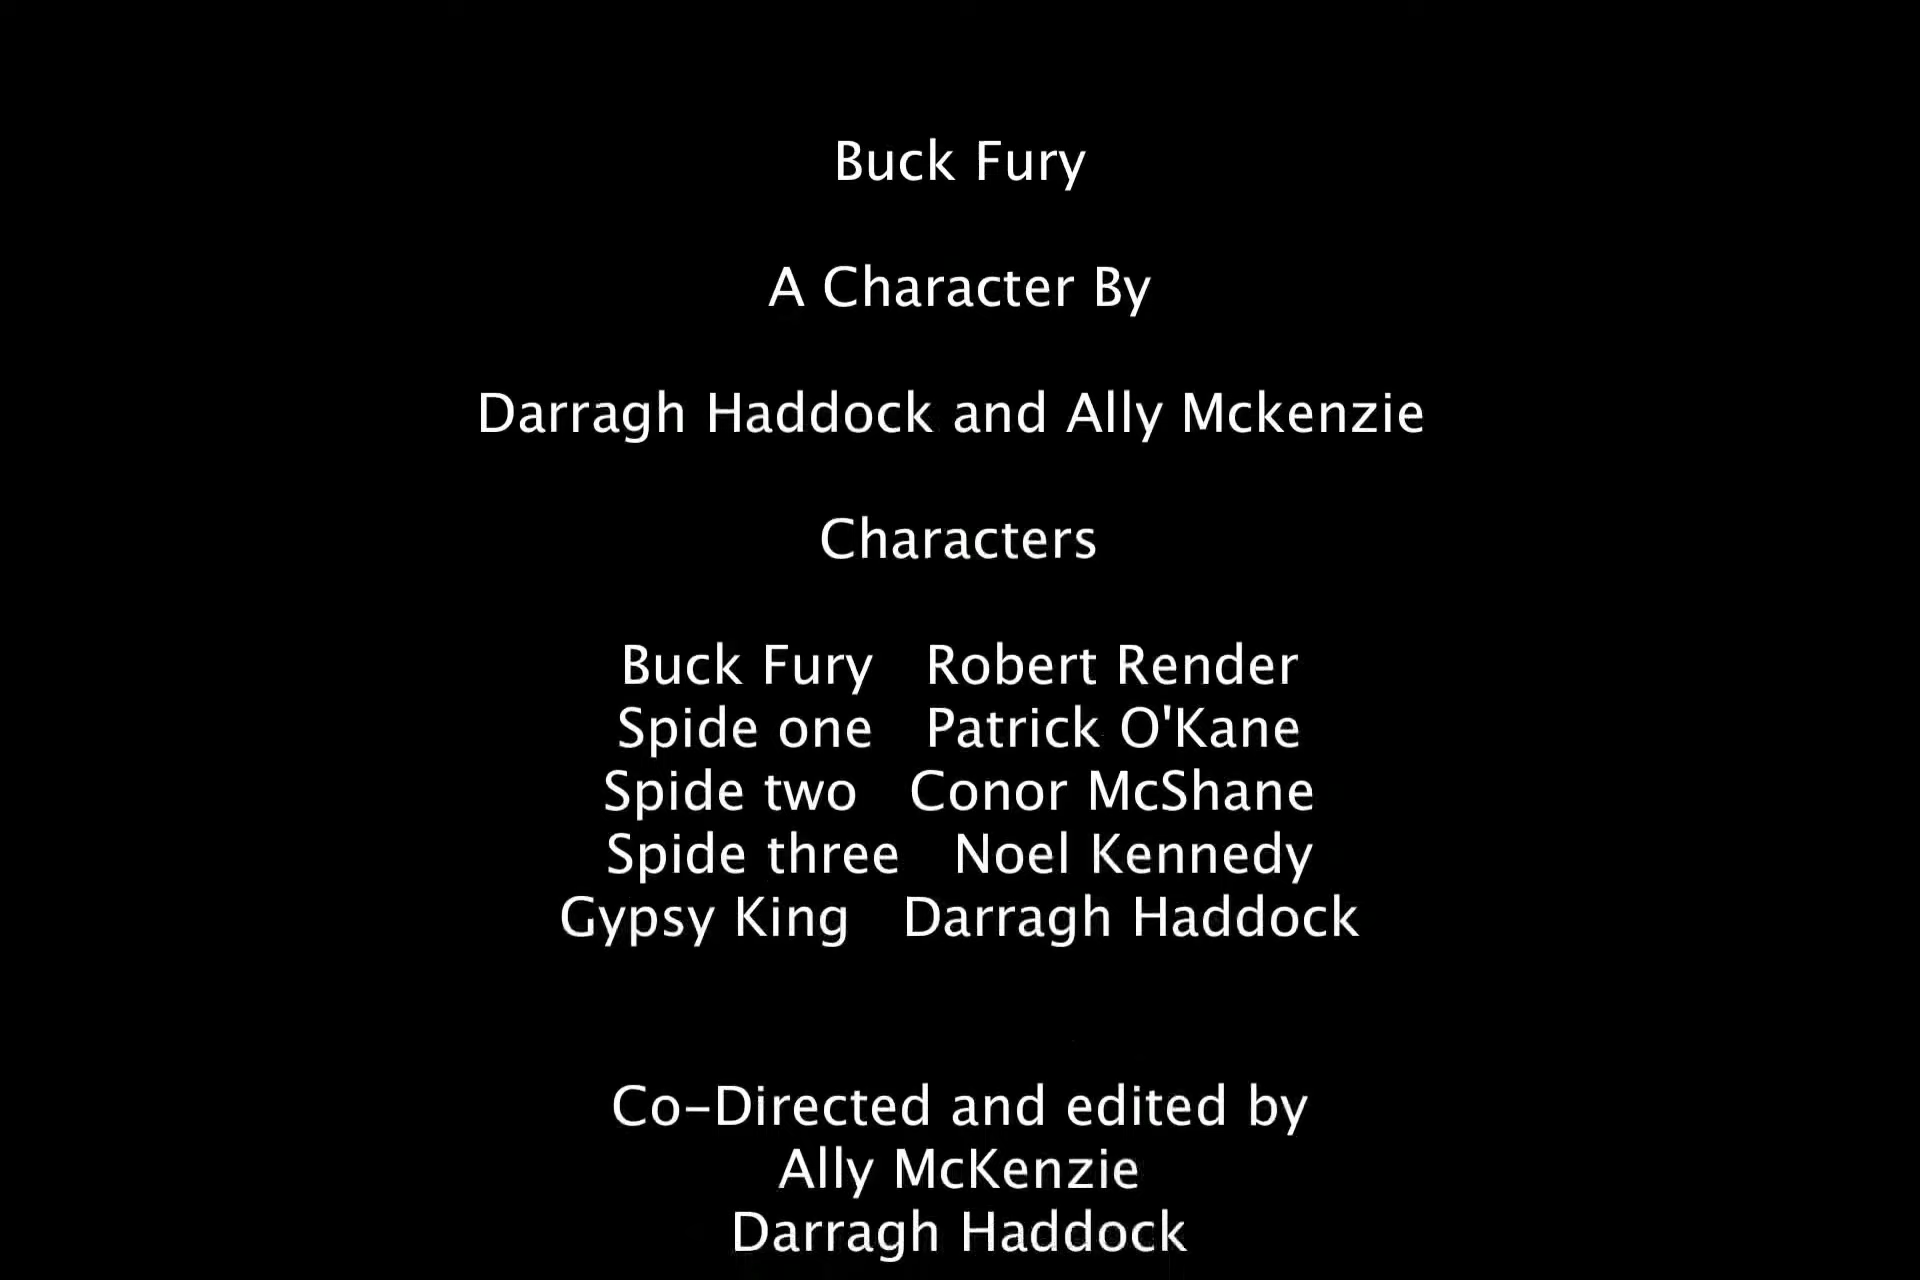 Buck Fury
A Character By
Darragh Haddock and Ally Mckenzie
Characters
Buck Fury Robert Render
Spide one Patrick O'Kane
Spide two Conor McShane
Spide three Noel Kennedy
Gypsy King Darragh Haddock
Co-Directed and edited by
Ally McKenzie
Darragh Haddock